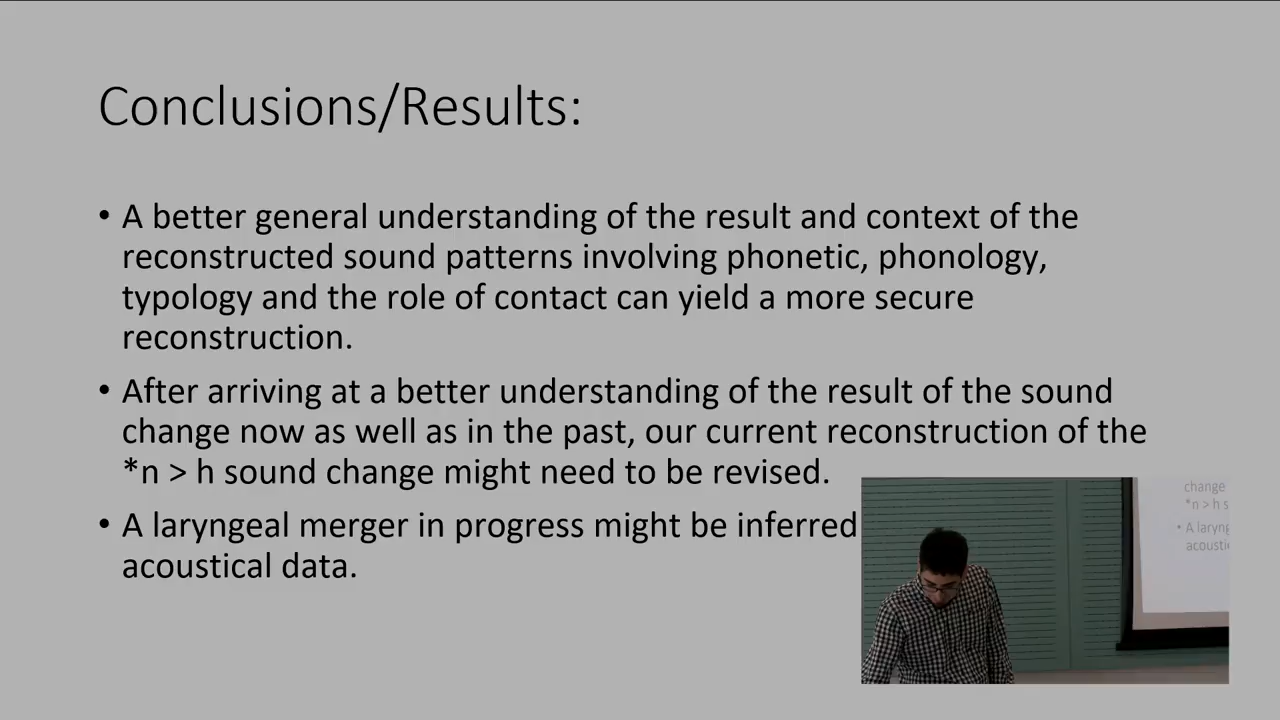 Conclusions/Results:
• A better general understanding of the result and context of the
reconstructed sound patterns involving phonetic, phonology,
typology and the role of contact can yield a more secure
reconstruction.
• After arriving at a better understanding of the result of the sound
change now as well as in the past, our current reconstruction of the
*n > h sound change might need to be revised.
• A laryngeal merger in progress might be inferred
acoustical data.
change
*n > h s
• A laryng
acousti